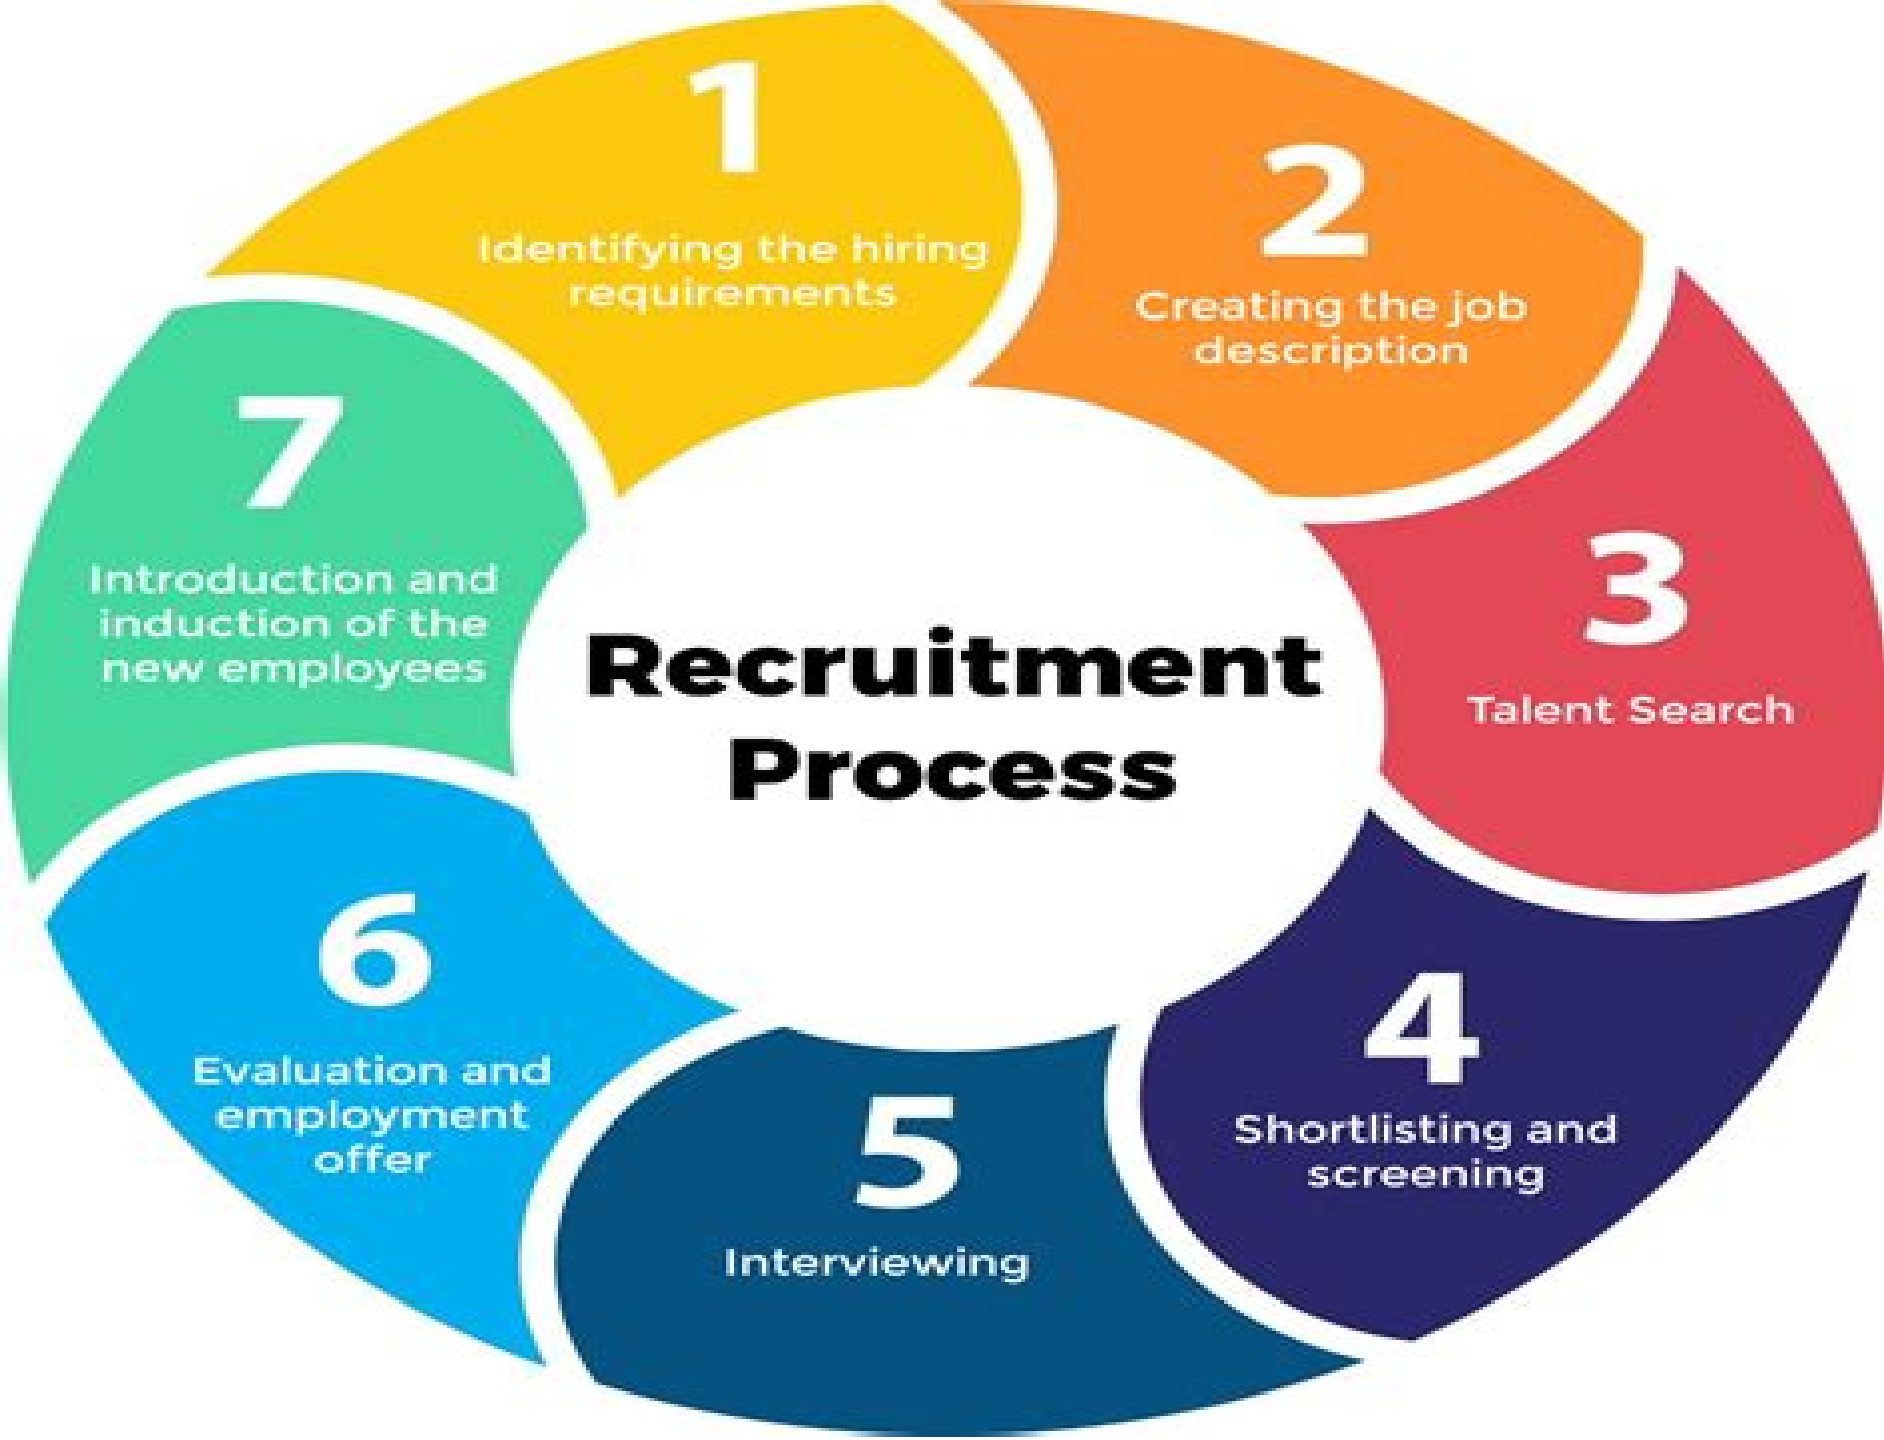 1
Identifying the hiring
requirements
2
Creating the job
description
3
Talent Search
4
Shortlisting and
screening
5
Interviewing
6
Evaluation and
employment
offer
7
Introduction and
induction of the
new employees
Recruitment
Process